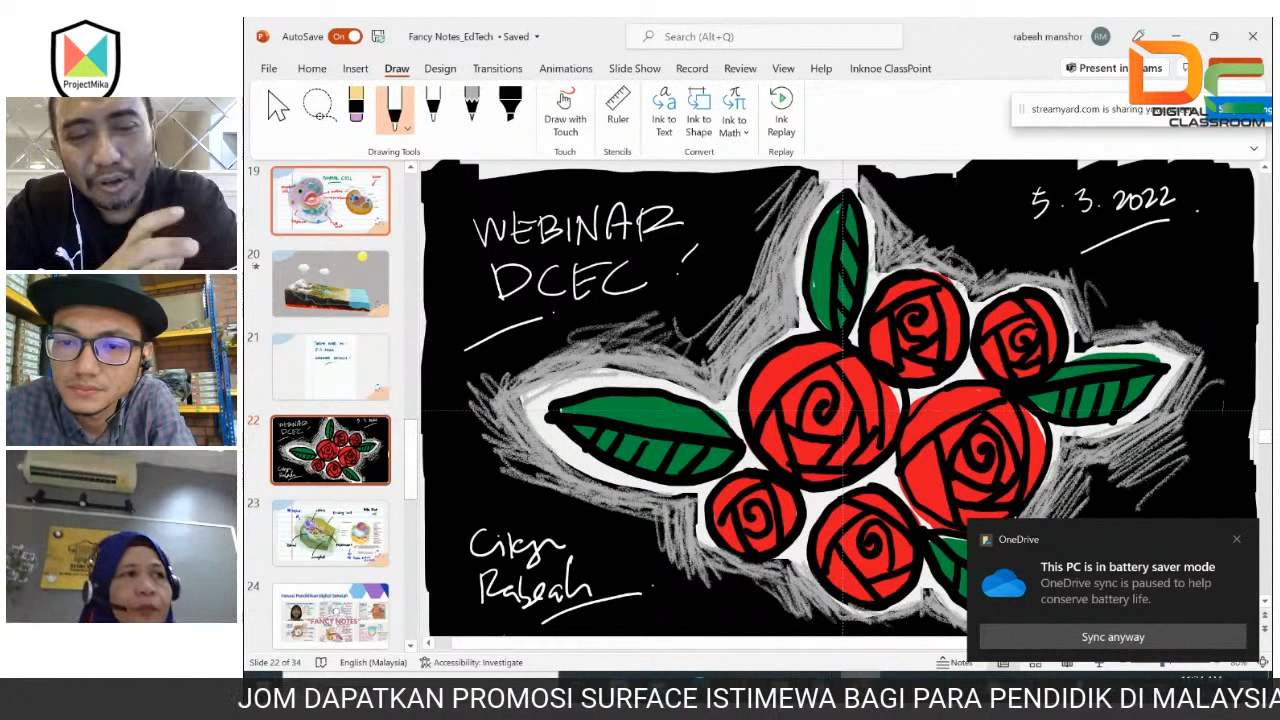 ProjectMika
AutoSave On Fancy Notes_EdTech • Saved
Search (Alt+Q)
rabeeh manshor RM
File Home Insert Draw Design Transitions Animations Slide Show Record Review View Help Inknoe ClassPoint
Present in
streamyard.com is sharing
DIGITAL
CLASSROOM
Draw with Touch
Ruler
Ink to Text
Ink to Shape
Ink to Math
Ink Replay
Drawing Tools Touch Stencils Convert Replay
19
20
21
22
23
24
WEBINAR
DCEC
5.3.2022.
Cikgu
Rabeah
"FANCY NOTES"
OneDrive
This PC is in battery saver mode
OneDrive sync is paused to help
conserve battery life.
Sync anyway
Slide 22 of 34 English (Malaysia) Accessibility: Investigate Notes 80%
JOM DAPATKAN PROMOSI SURFACE ISTIMEWA BAGI PARA PENDIDIK DI MALAYSIA